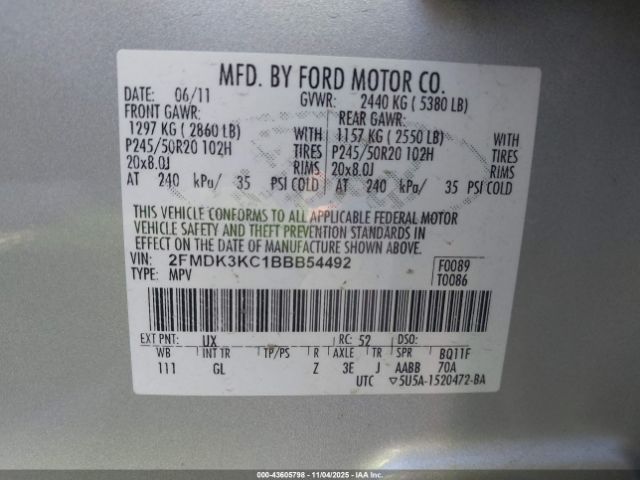 MFD. BY FORD MOTOR CO.
DATE: 06/11 GVWR: 2440 KG ( 5380 LB)
FRONT GAWR: REAR GAWR:
1297 KG ( 2860 LB) WITH 1157 KG ( 2550 LB) WITH
P245/50R20 102H TIRES P245/50R20 102H TIRES
20x8.0J RIMS 20x8.0J RIMS
AT 240 kPa/ 35 PSI COLD AT 240 kPa/ 35 PSI COLD
THIS VEHICLE CONFORMS TO ALL APPLICABLE FEDERAL MOTOR
VEHICLE SAFETY AND THEFT PREVENTION STANDARDS IN
EFFECT ON THE DATE OF MANUFACTURE SHOWN ABOVE.
VIN: 2FMDK3KC1BBB54492 F0089
TYPE: MPV T0086
EXT PNT: UX RC: 52 DSO:
WB INT TR TP/PS R AXLE TR SPR BQ11F
111 GL Z 3E J AABB 70A
UTC ▽5U5A-1520472-BA
000-43605798 - 11/04/2025 - IAAI.com